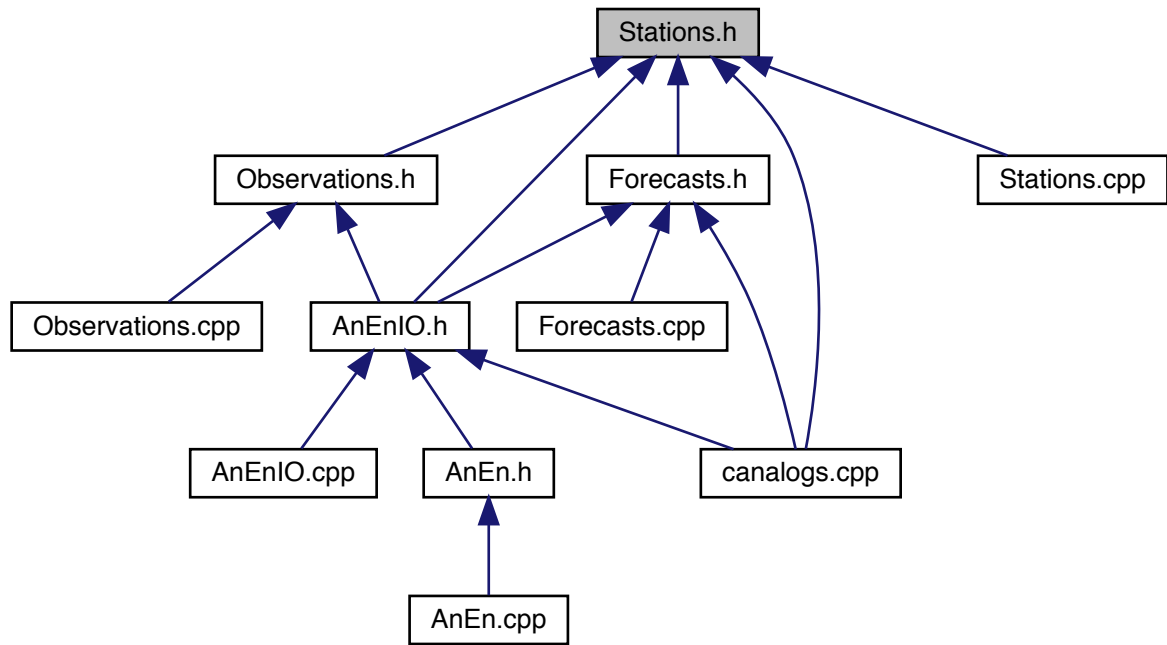 Stations.h
Observations.h
Forecasts.h
Stations.cpp
Observations.cpp
AnEnIO.h
Forecasts.cpp
AnEnIO.cpp
AnEn.h
canalogs.cpp
AnEn.cpp